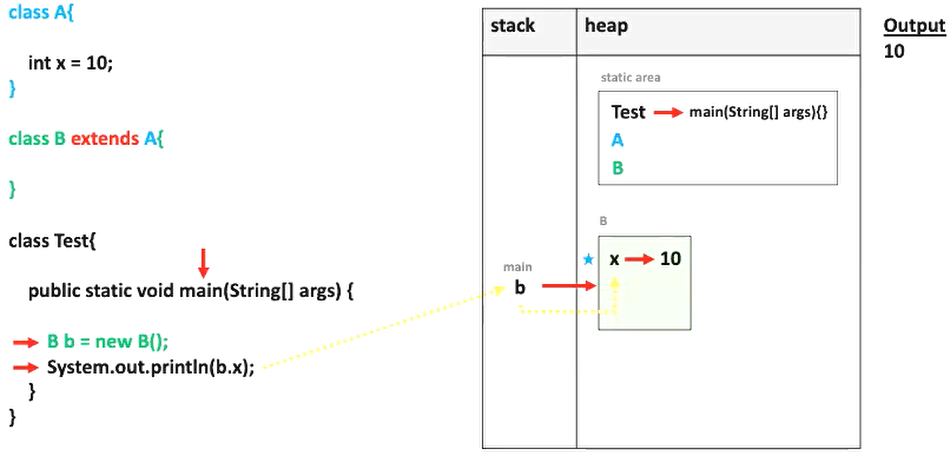 class A{
int x = 10;
}
class B extends A{
}
class Test{
public static void main(String[] args) {
B b = new B();
System.out.println(b.x);
}
}
stack
heap
static area
Test
main(String[] args){}
A
B
B
x
10
main
b
Output
10